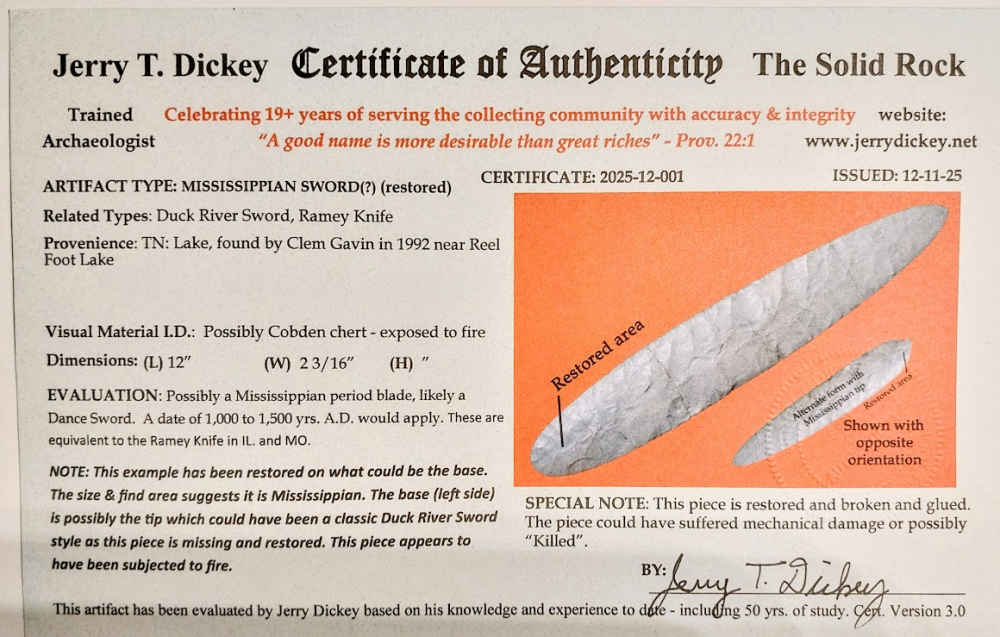 Jerry T. Dickey Certificate of Authenticity The Solid Rock
Trained Archaeologist
Celebrating 19+ years of serving the collecting community with accuracy & integrity
"A good name is more desirable than great riches" - Prov. 22:1
website:
www.jerrydickey.net
ARTIFACT TYPE: MISSISSIPPIAN SWORD(?) (restored)
CERTIFICATE: 2025-12-001
ISSUED: 12-11-25
Related Types: Duck River Sword, Ramey Knife
Provenience: TN: Lake, found by Clem Gavin in 1992 near Reel
Foot Lake
Visual Material I.D.: Possibly Cobden chert - exposed to fire
Dimensions: (L) 12" (W) 2 3/16" (H) "
EVALUATION: Possibly a Mississippian period blade, likely a
Dance Sword. A date of 1,000 to 1,500 yrs. A.D. would apply. These are
equivalent to the Ramey Knife in IL. and MO.
NOTE: This example has been restored on what could be the base.
The size & find area suggests it is Mississippian. The base (left side)
is possibly the tip which could have been a classic Duck River Sword
style as this piece is missing and restored. This piece appears to
have been subjected to fire.
Restored area
Alternate form with
Mississippian tip
Restored area
Shown with
opposite
orientation
SPECIAL NOTE: This piece is restored and broken and glued.
The piece could have suffered mechanical damage or possibly
"Killed".
BY: Jerry T. Dickey
This artifact has been evaluated by Jerry Dickey based on his knowledge and experience to date - including 50 yrs. of study. Cert. Version 3.0